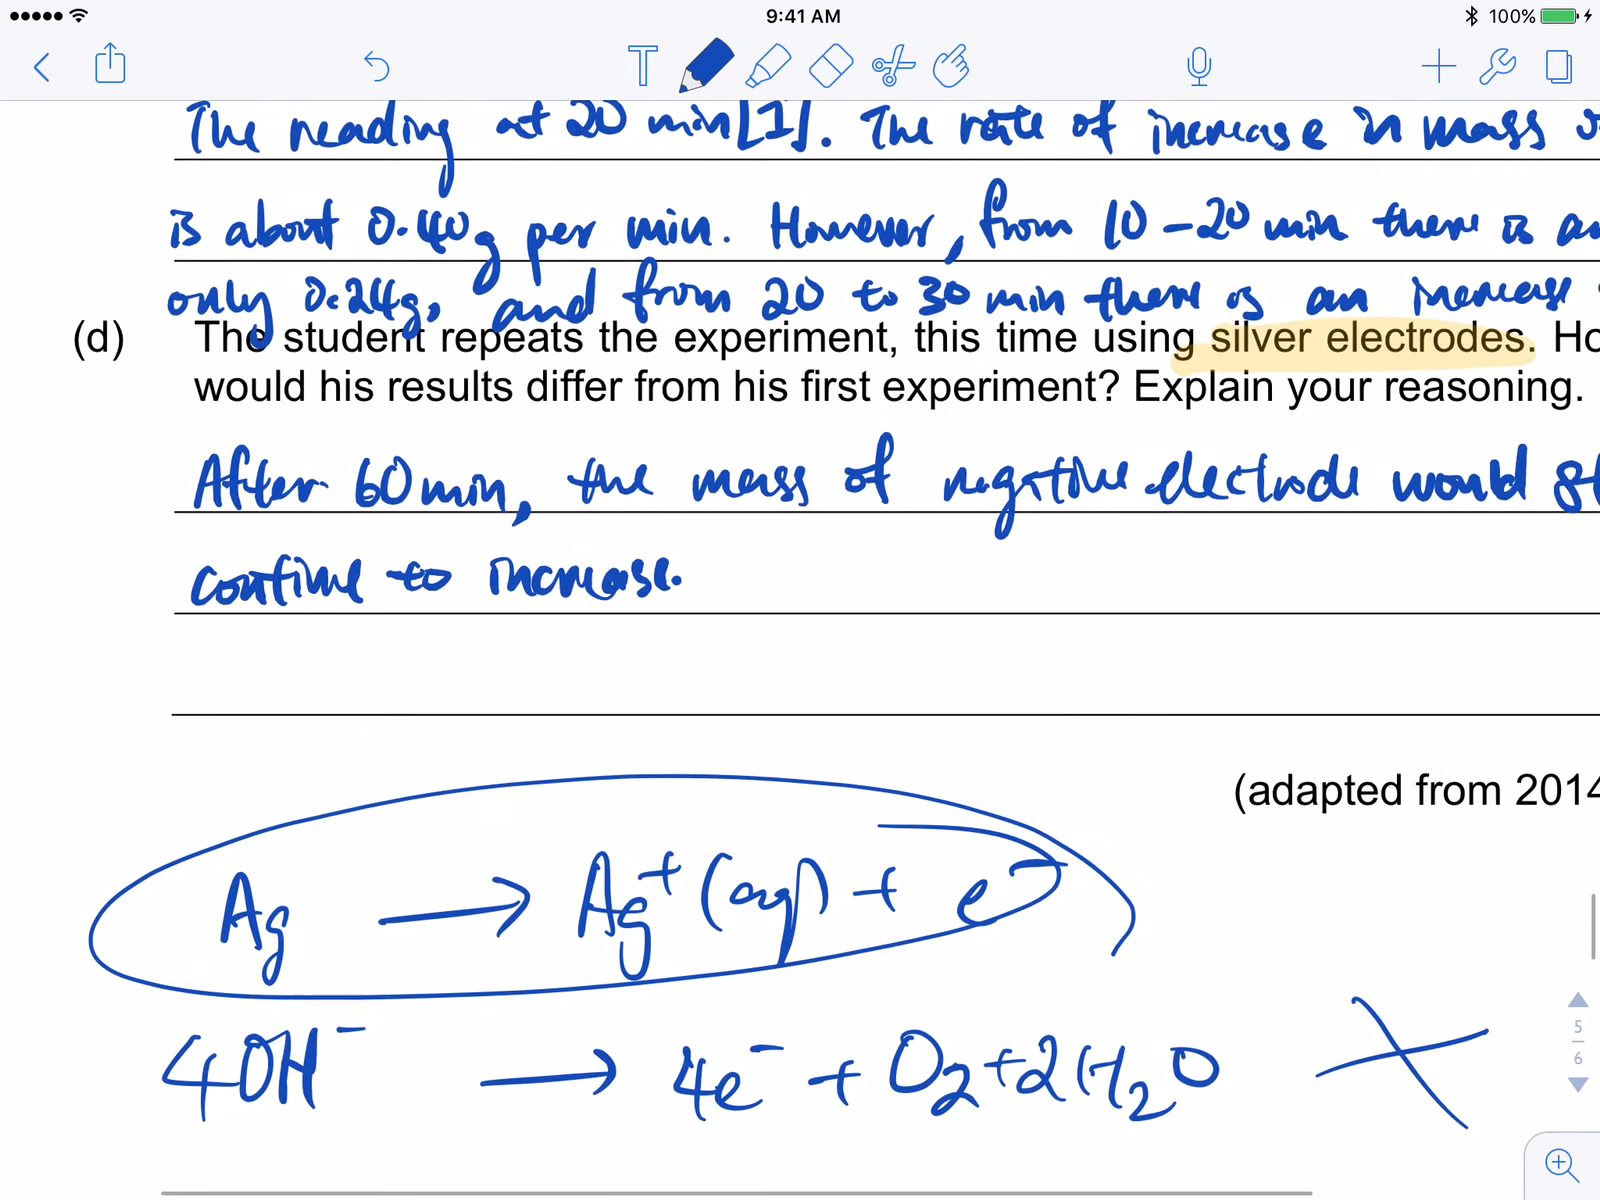 9:41 AM
100%
The reading at 20 min [1]. The rate of increase in mass
is about 0.40g per min. However, from 10-20 min there is an
only 0.24g, and from 20 to 30 min there is an increase
(d) The student repeats the experiment, this time using silver electrodes. Ho
would his results differ from his first experiment? Explain your reasoning.
After 60 min, the mass of negative electrode would st
continue to increase.
(adapted from 2014
Ag → Ag⁺ (aq) + e⁻
4OH⁻ → 4e⁻ + O₂ + 2H₂O
5
6